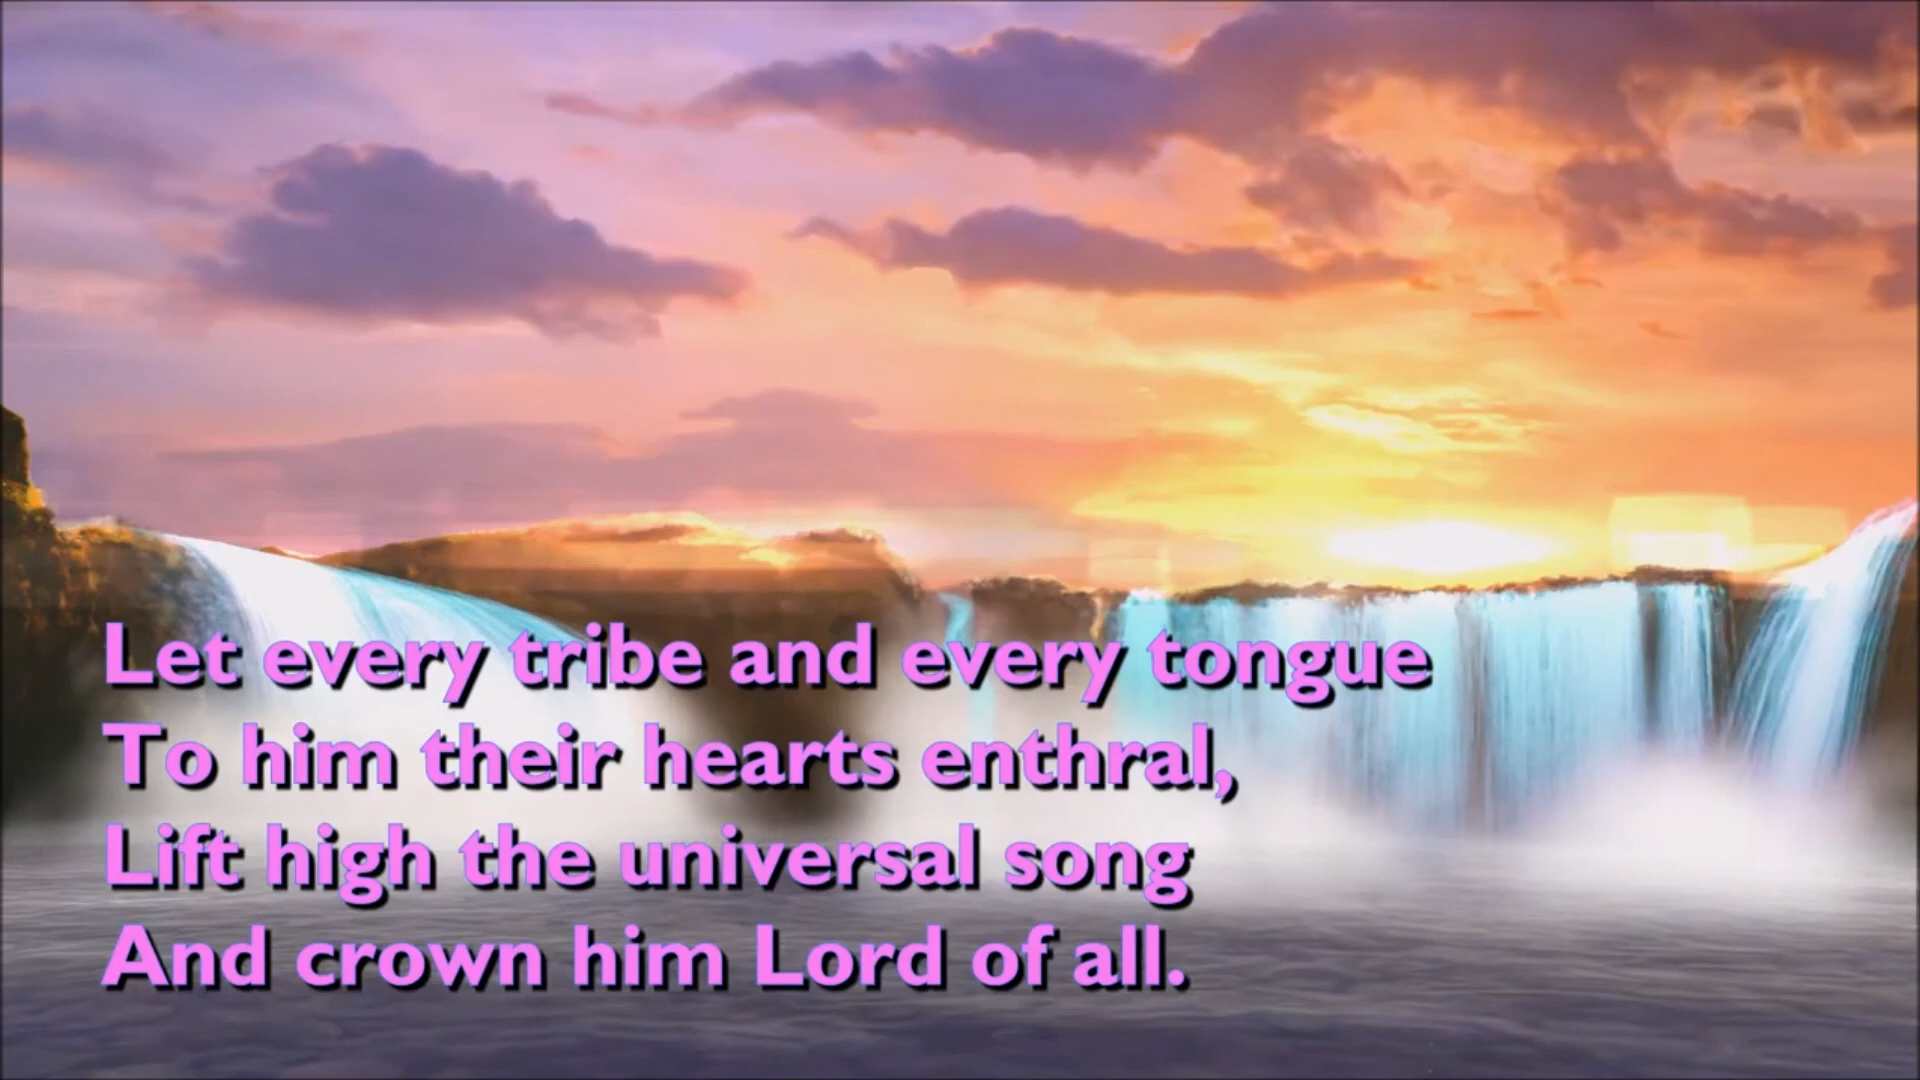 Let every tribe and every tongue
To him their hearts enthral,
Lift high the universal song
And crown him Lord of all.